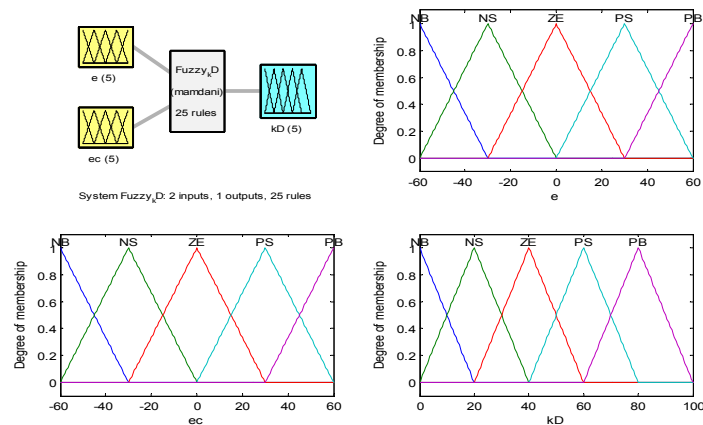 e (5)
ec (5)
FuzzykD
(mamdani)
25 rules
kD (5)
System FuzzykD: 2 inputs, 1 outputs, 25 rules
NB NS ZE PS PB
1
0.8
0.6
0.4
0.2
0
Degree of membership
-60 -40 -20 0 20 40 60
e
NB NS ZE PS PB
1
0.8
0.6
0.4
0.2
0
Degree of membership
-60 -40 -20 0 20 40 60
ec
NB NS ZE PS PB
1
0.8
0.6
0.4
0.2
0
Degree of membership
0 20 40 60 80 100
kD